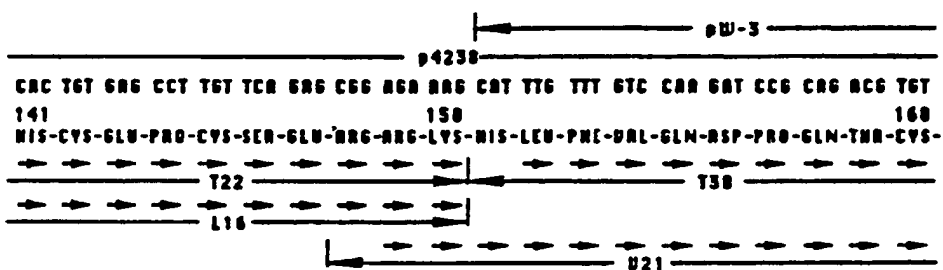 pW-3
p4238
CAC TGT GAG CCT TGT TCA GAG CGG AGA AAG CAT TTG TTT GTC CAA GAT CCG CAG ACG TGT
141 150 160
HIS-CYS-GLU-PRO-CYS-SER-GLU-ARG-ARG-LYS-HIS-LEU-PHE-VAL-GLN-ASP-PRO-GLN-THR-CYS-
T22 T38
L16
V21